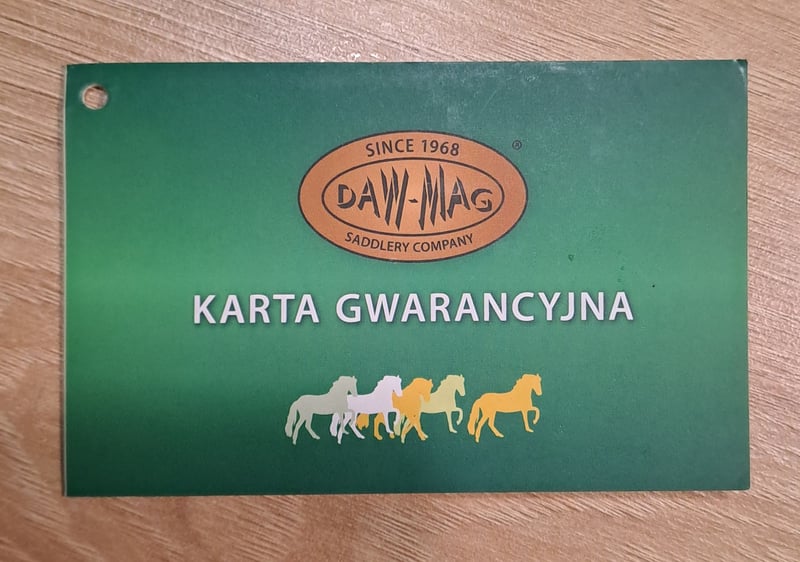 SINCE 1968
®
DAW-MAG
SADDLERY COMPANY
KARTA GWARANCYJNA